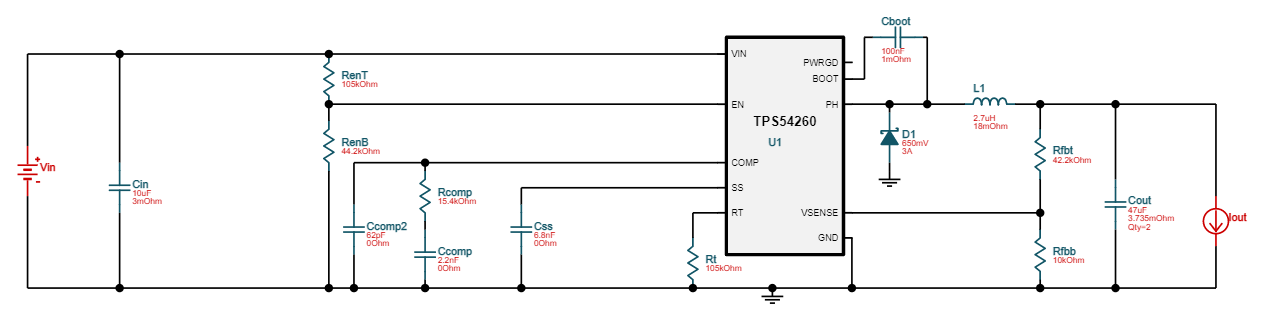 Vin
Cin
10uF
3mOhm
RenT
105kOhm
RenB
44.2kOhm
Ccomp2
62pF
0Ohm
Rcomp
15.4kOhm
Ccomp
2.2nF
0Ohm
Css
6.8nF
0Ohm
Rt
105kOhm
VIN
EN
COMP
SS
RT
TPS54260
U1
PWRGD
BOOT
PH
VSENSE
GND
Cboot
100nF
1mOhm
D1
650mV
3A
L1
2.7uH
18mOhm
Rfbt
42.2kOhm
Rfbb
10kOhm
Cout
47uF
3.735mOhm
Qty=2
Iout